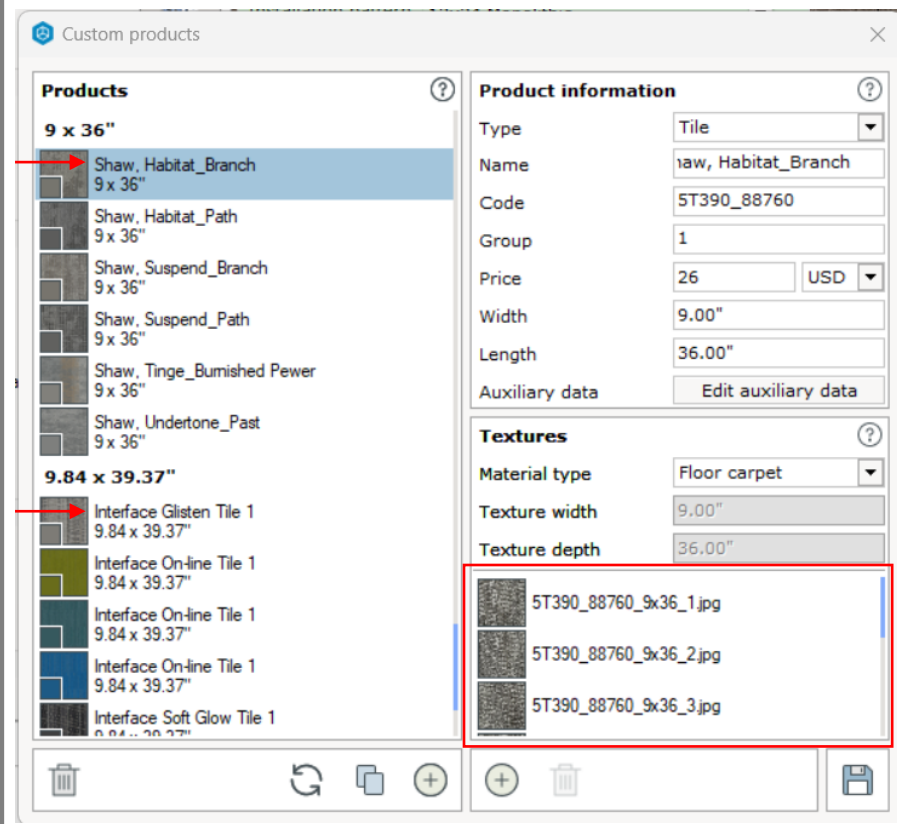 Custom products
Products
9 x 36"
Shaw, Habitat_Branch
9 x 36"
Shaw, Habitat_Path
9 x 36"
Shaw, Suspend_Branch
9 x 36"
Shaw, Suspend_Path
9 x 36"
Shaw, Tinge_Burnished Pewer
9 x 36"
Shaw, Undertone_Past
9 x 36"
9.84 x 39.37"
Interface Glisten Tile 1
9.84 x 39.37"
Interface On-line Tile 1
9.84 x 39.37"
Interface On-line Tile 1
9.84 x 39.37"
Interface On-line Tile 1
9.84 x 39.37"
Interface Soft Glow Tile 1
Product information
Type Tile
Name haw, Habitat_Branch
Code 5T390_88760
Group 1
Price 26 USD
Width 9.00"
Length 36.00"
Auxiliary data Edit auxiliary data
Textures
Material type Floor carpet
Texture width 9.00"
Texture depth 36.00"
5T390_88760_9x36_1.jpg
5T390_88760_9x36_2.jpg
5T390_88760_9x36_3.jpg